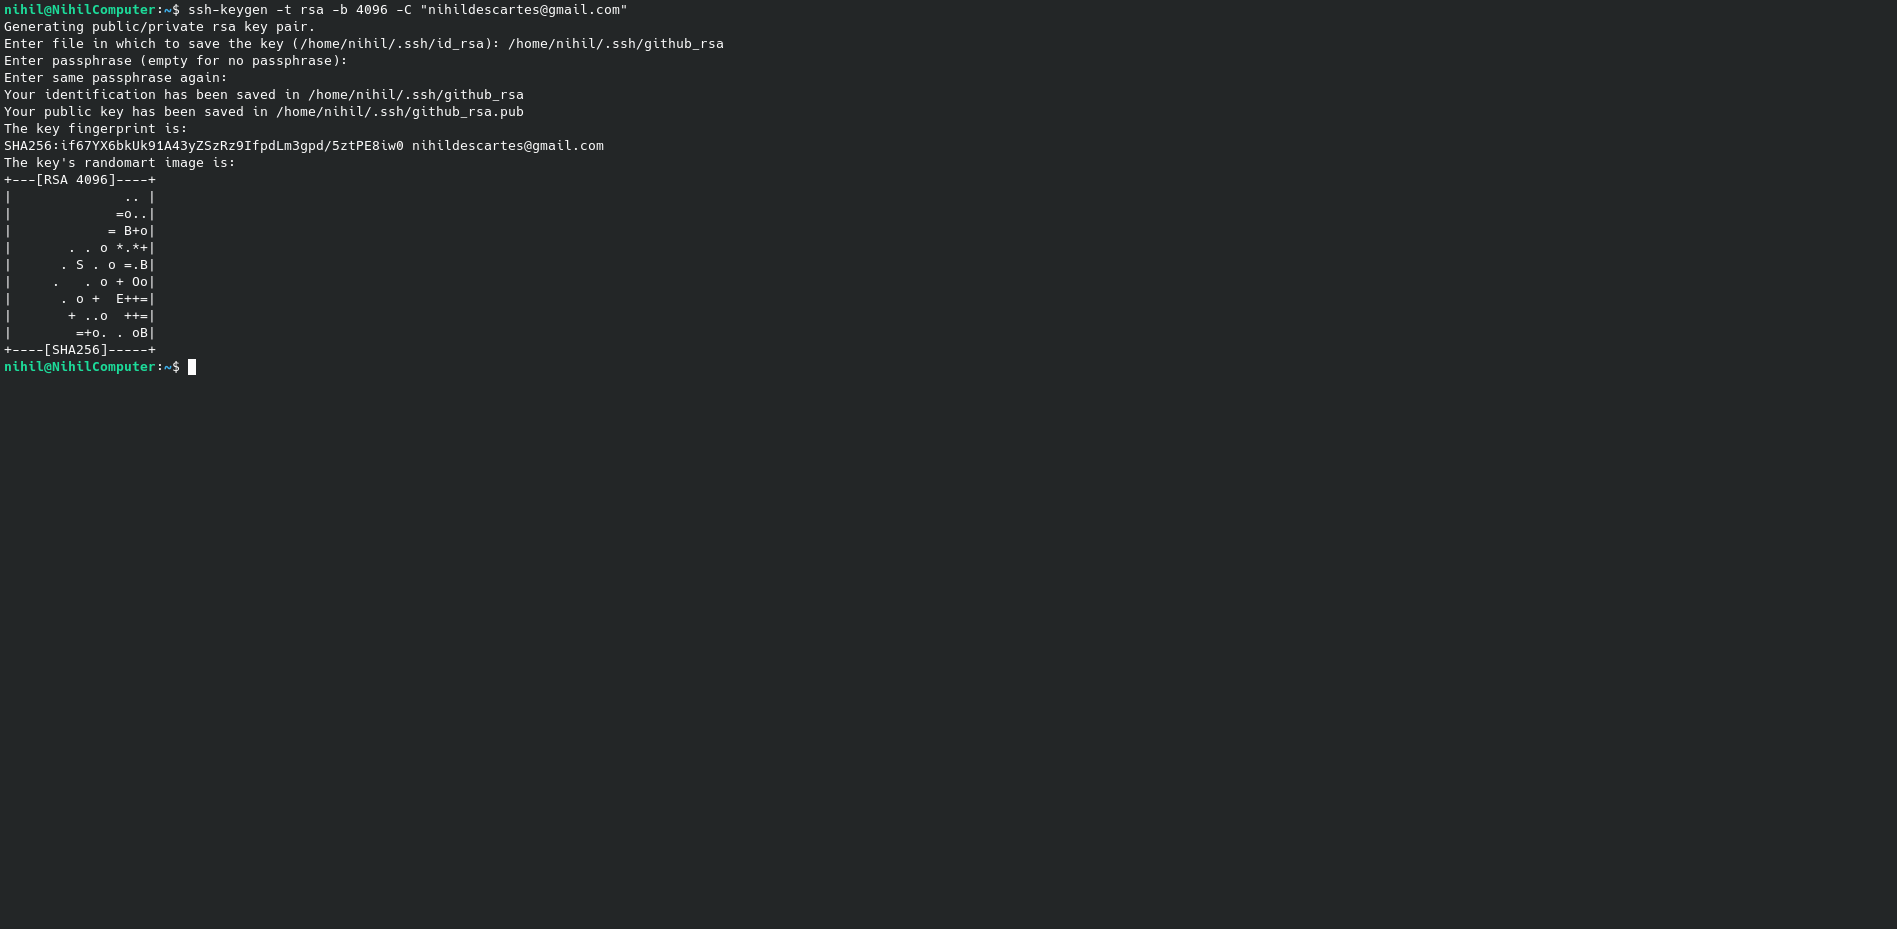 nihil@NihilComputer:~$ ssh-keygen -t rsa -b 4096 -C "nihildescartes@gmail.com"
Generating public/private rsa key pair.
Enter file in which to save the key (/home/nihil/.ssh/id_rsa): /home/nihil/.ssh/github_rsa
Enter passphrase (empty for no passphrase):
Enter same passphrase again:
Your identification has been saved in /home/nihil/.ssh/github_rsa
Your public key has been saved in /home/nihil/.ssh/github_rsa.pub
The key fingerprint is:
SHA256:if67YX6bkUk91A43yZSzRz9IfpdLm3gpd/5ztPE8iw0 nihildescartes@gmail.com
The key's randomart image is:
+---[RSA 4096]----+
|              .. |
|             =o..|
|            = B+o|
|       . . o *.*+|
|      . S . o =.B|
|     .   . o + Oo|
|      . o +  E++=|
|       + ..o  ++=|
|        =+o. . oB|
+----[SHA256]-----+
nihil@NihilComputer:~$